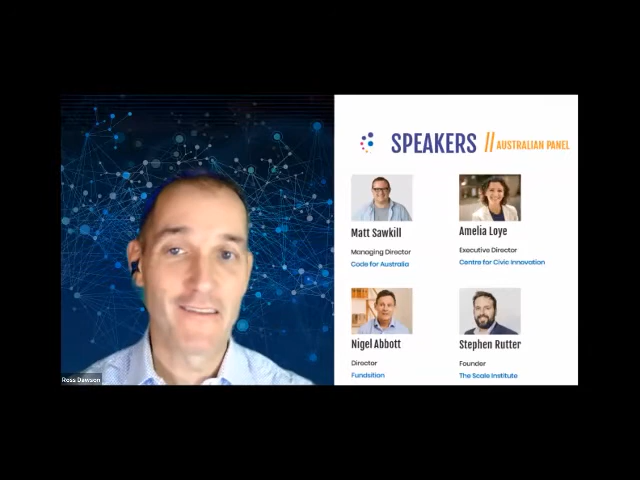 SPEAKERS // AUSTRALIAN PANEL
Matt Sawkill
Managing Director
Code for Australia
Amelia Loye
Executive Director
Centre for Civic Innovation
Nigel Abbott
Director
Fundsition
Stephen Rutter
Founder
The Scale Institute
Ross Dawson